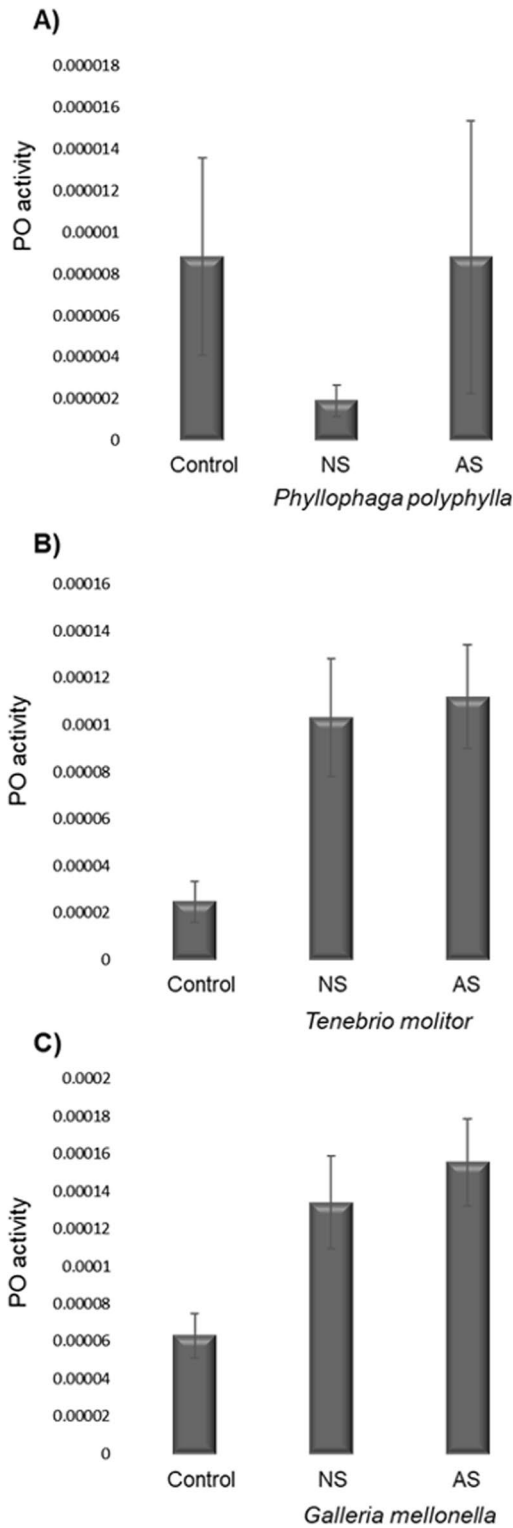 A)
PO activity
0.000018
0.000016
0.000014
0.000012
0.00001
0.000008
0.000006
0.000004
0.000002
0
Control NS AS
Phyllophaga polyphylla
B)
PO activity
0.00016
0.00014
0.00012
0.0001
0.00008
0.00006
0.00004
0.00002
0
Control NS AS
Tenebrio molitor
C)
PO activity
0.0002
0.00018
0.00016
0.00014
0.00012
0.0001
0.00008
0.00006
0.00004
0.00002
0
Control NS AS
Galleria mellonella